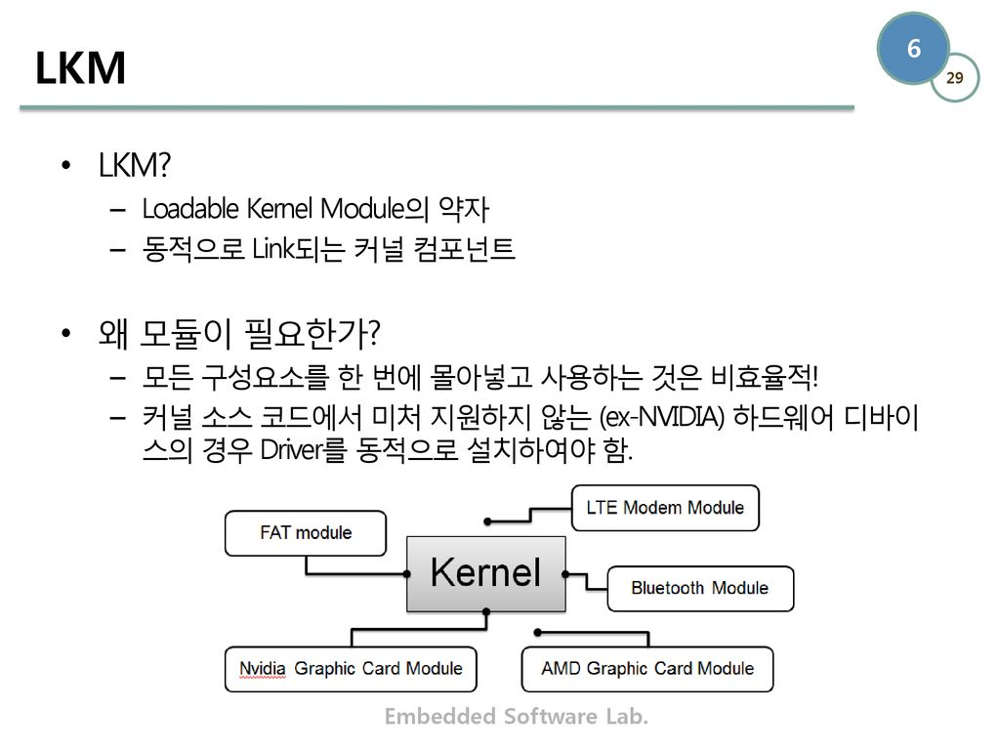 LKM
6
29
• LKM?
– Loadable Kernel Module의 약자
– 동적으로 Link되는 커널 컴포넌트
• 왜 모듈이 필요한가?
– 모든 구성요소를 한 번에 몰아넣고 사용하는 것은 비효율적!
– 커널 소스 코드에서 미처 지원하지 않는 (ex-NVIDIA) 하드웨어 디바이
스의 경우 Driver를 동적으로 설치하여야 함.
LTE Modem Module
FAT module
Kernel
Bluetooth Module
Nvidia Graphic Card Module
AMD Graphic Card Module
Embedded Software Lab.